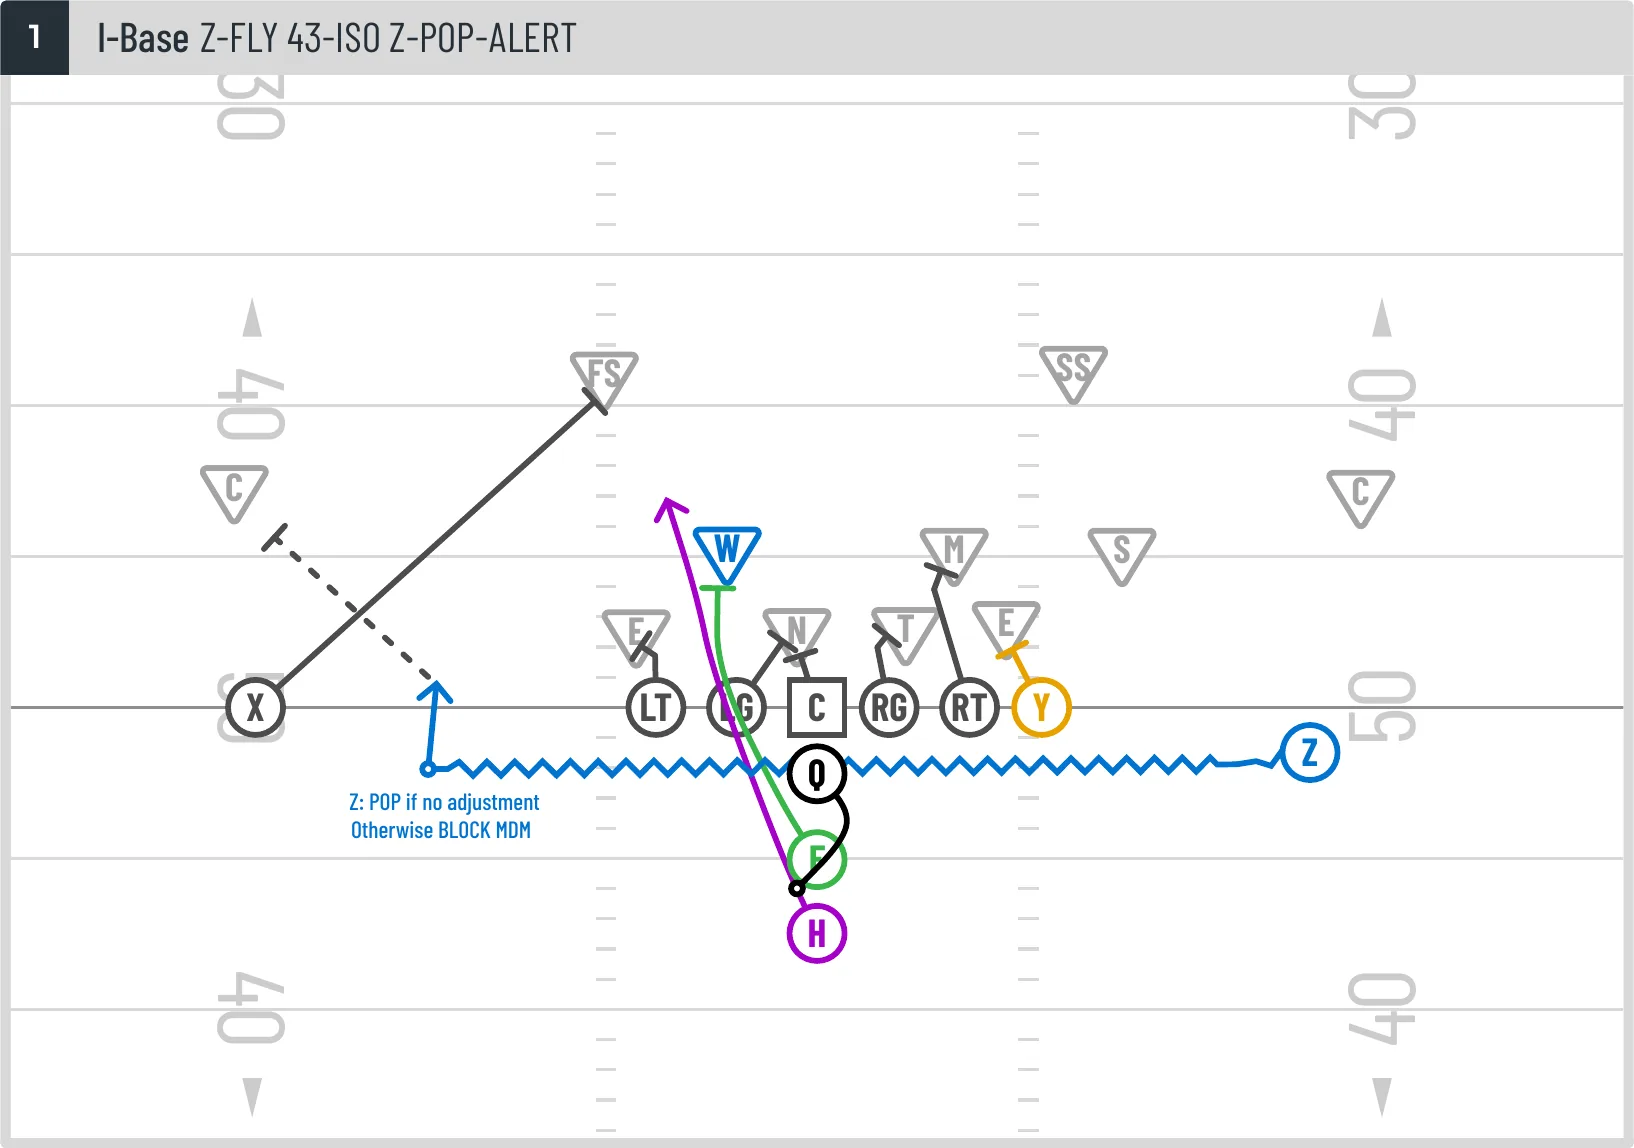 1
I-Base Z-FLY 43-ISO Z-POP-ALERT
30 30
FS SS
40 40
C C
W M S
E N T E
X LT LG C RG RT Y 50
Z
Q
Z: POP if no adjustment
Otherwise BLOCK MDM
F
H
40 40